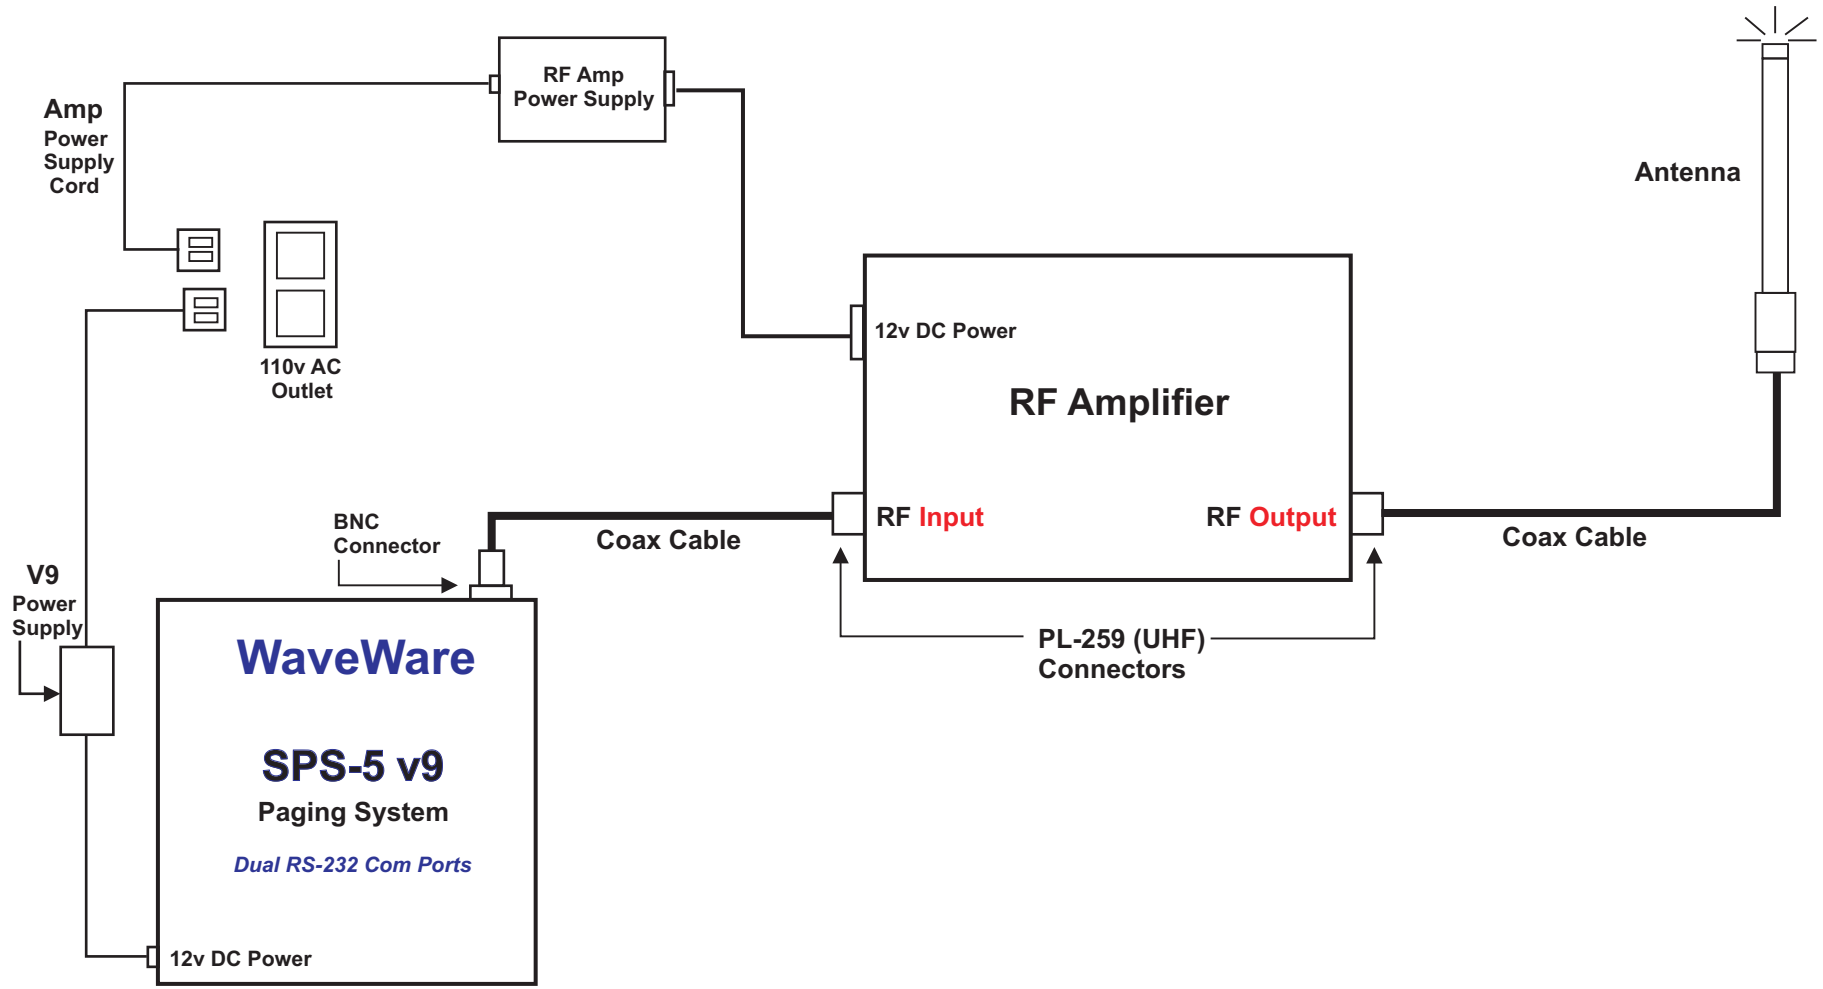 RF Amp
Power Supply
Amp
Power
Supply
Cord
Antenna
110v AC
Outlet
12v DC Power
RF Amplifier
RF Input
RF Output
BNC
Connector
Coax Cable
Coax Cable
V9
Power
Supply
PL-259 (UHF)
Connectors
WaveWare
SPS-5 v9
Paging System
Dual RS-232 Com Ports
12v DC Power